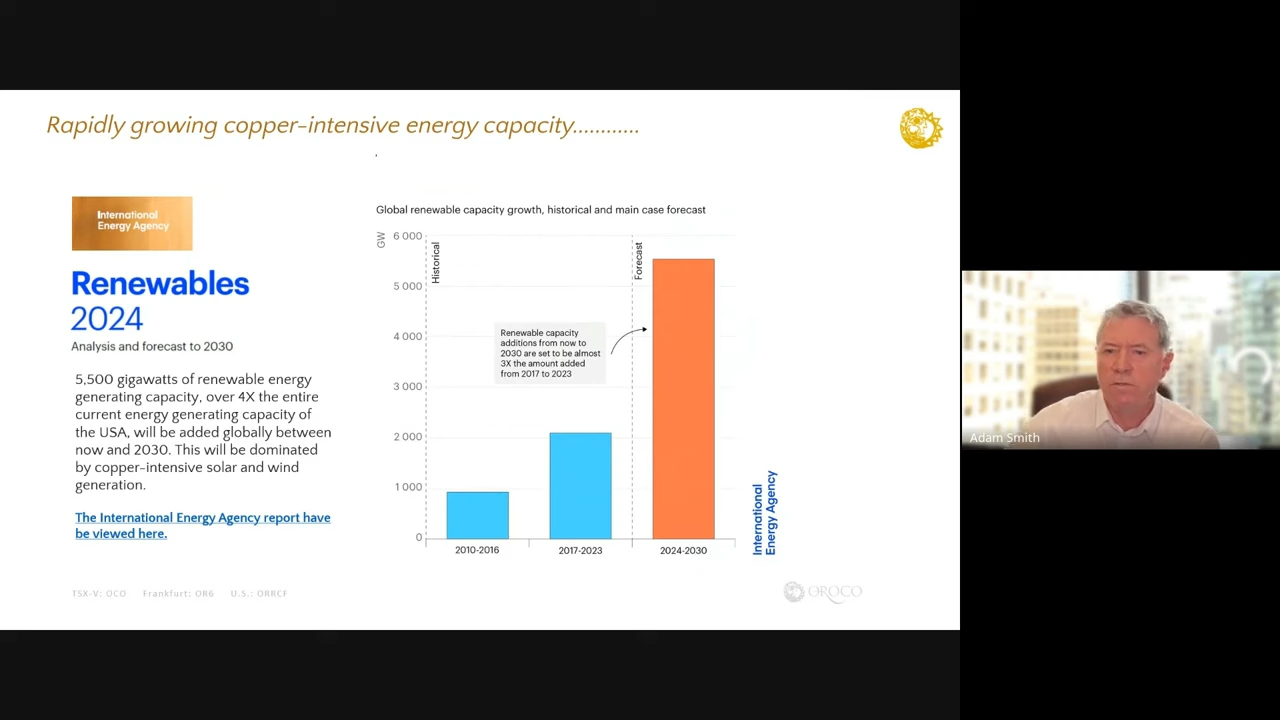 Rapidly growing copper-intensive energy capacity............
International
Energy Agency
Renewables
2024
Analysis and forecast to 2030
5,500 gigawatts of renewable energy
generating capacity, over 4X the entire
current energy generating capacity of
the USA, will be added globally between
now and 2030. This will be dominated
by copper-intensive solar and wind
generation.
The International Energy Agency report have
be viewed here.
Global renewable capacity growth, historical and main case forecast
GW
6 000
5 000
4 000
3 000
2 000
1 000
0
Historical
Forecast
Renewable capacity
additions from now to
2030 are set to be almost
3X the amount added
from 2017 to 2023
2010-2016
2017-2023
2024-2030
International
Energy Agency
TSX-V: OCO Frankfurt: OR6 U.S.: ORRCF
OROCO
Adam Smith